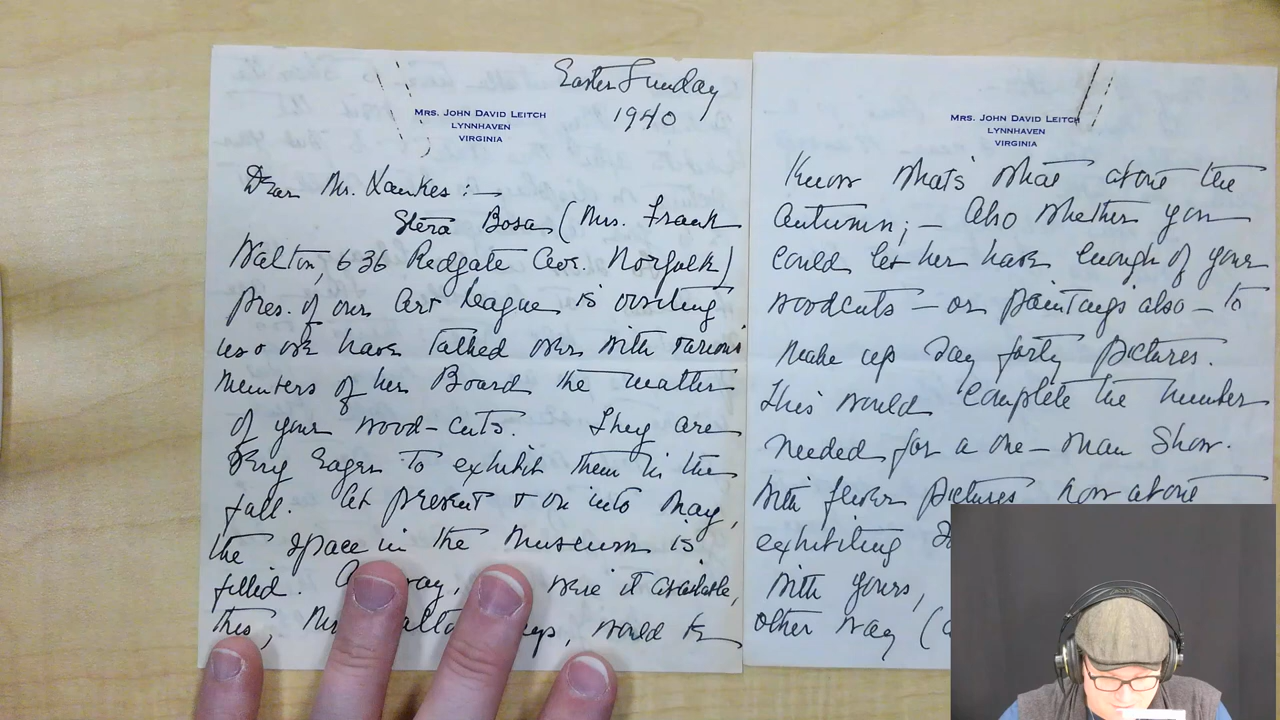 Easter Sunday
1940
MRS. JOHN DAVID LEITCH
LYNNHAVEN
VIRGINIA
Dear Mr. Lankes:—
Bosa (Mrs. Frank
Walton, 636 Redgate Ave. Norfolk)
pres. of our Art League is visiting
us & we have talked over with various
members of her Board the matter
of your wood-cuts. They are
very eager to exhibit them in the
fall. At present & on into May,
the space in the Museum is
filled. were it available,
this, would be
MRS. JOHN DAVID LEITCH
LYNNHAVEN
VIRGINIA
Know what's what about the
Autumn; — Also whether you
could let her have enough of your
woodcuts — or paintings also — to
make up say forty pictures.
This would complete the number
needed for a one-man show.
With fewer pictures how about
exhibiting
with yours,
other way (